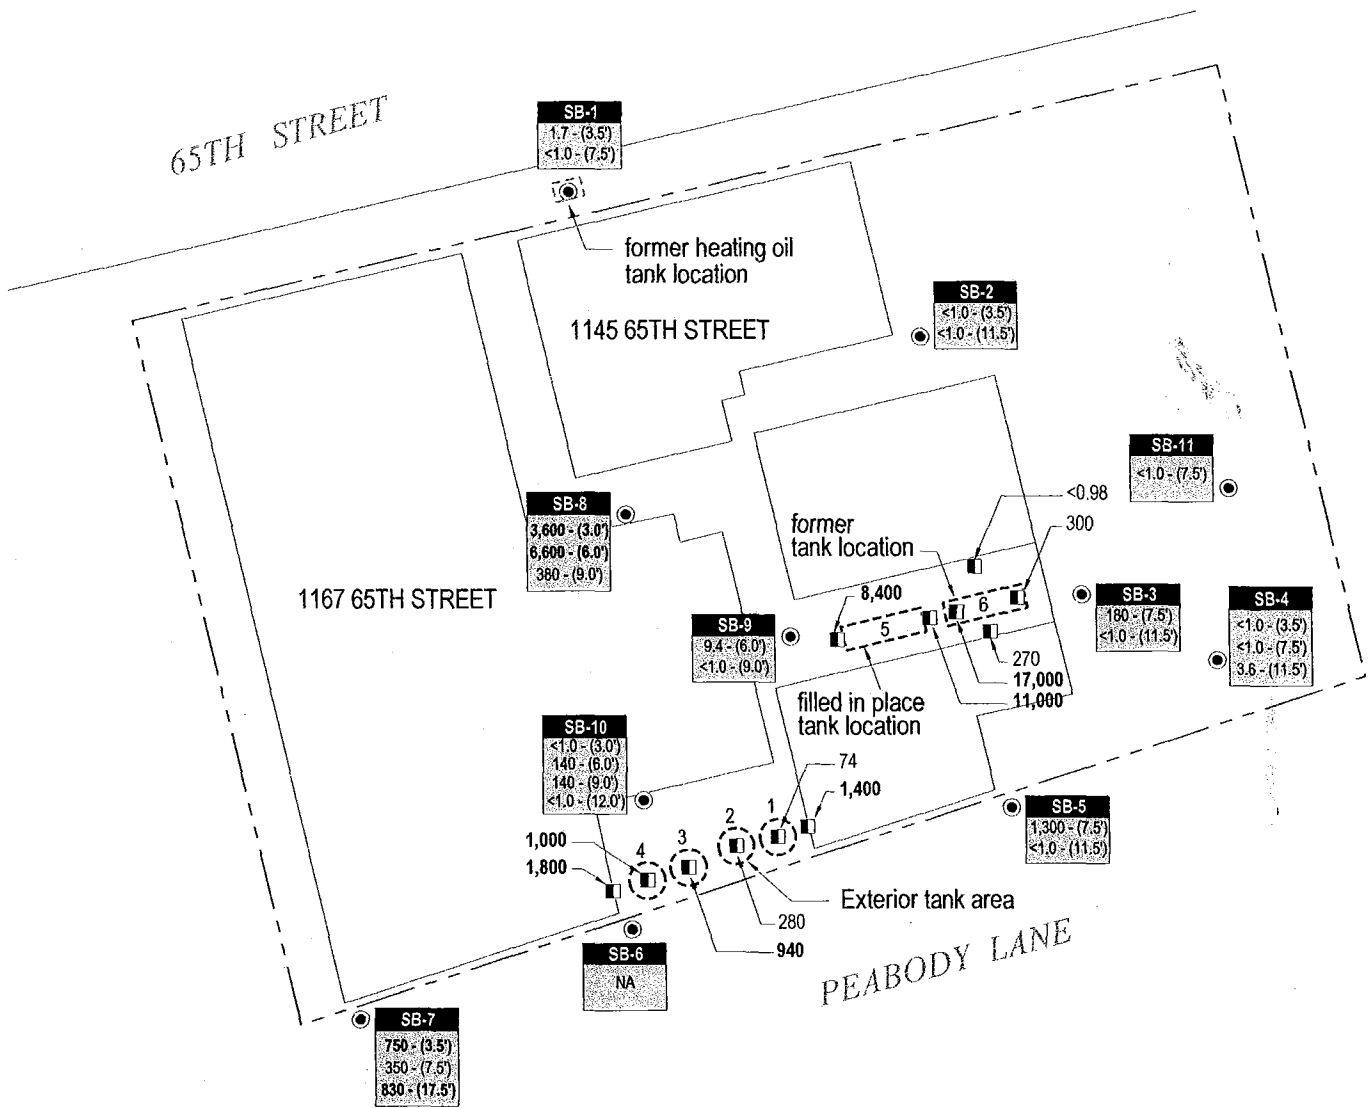 65TH STREET
SB-1
1.7 - (3.5')
<1.0 - (7.5')
former heating oil
tank location
1145 65TH STREET
SB-2
<1.0 - (3.5')
<1.0 - (11.5')
SB-11
<1.0 - (7.5')
<0.98
300
former
tank location
SB-8
3,600 - (3.0')
6,600 - (6.0')
380 - (9.0')
1167 65TH STREET
8,400
5
6
SB-9
9.4 - (6.0')
<1.0 - (9.0')
SB-3
180 - (7.5')
<1.0 - (11.5')
SB-4
<1.0 - (3.5')
<1.0 - (7.5')
3.6 - (11.5')
270
17,000
11,000
filled in place
tank location
SB-10
<1.0 - (3.0')
140 - (6.0')
140 - (9.0')
<1.0 - (12.0')
74
1,400
1
2
3
4
1,000
1,800
SB-5
1,300 - (7.5')
<1.0 - (11.5')
Exterior tank area
280
940
SB-6
NA
PEABODY LANE
SB-7
750 - (3.5')
350 - (7.5')
830 - (17.5')